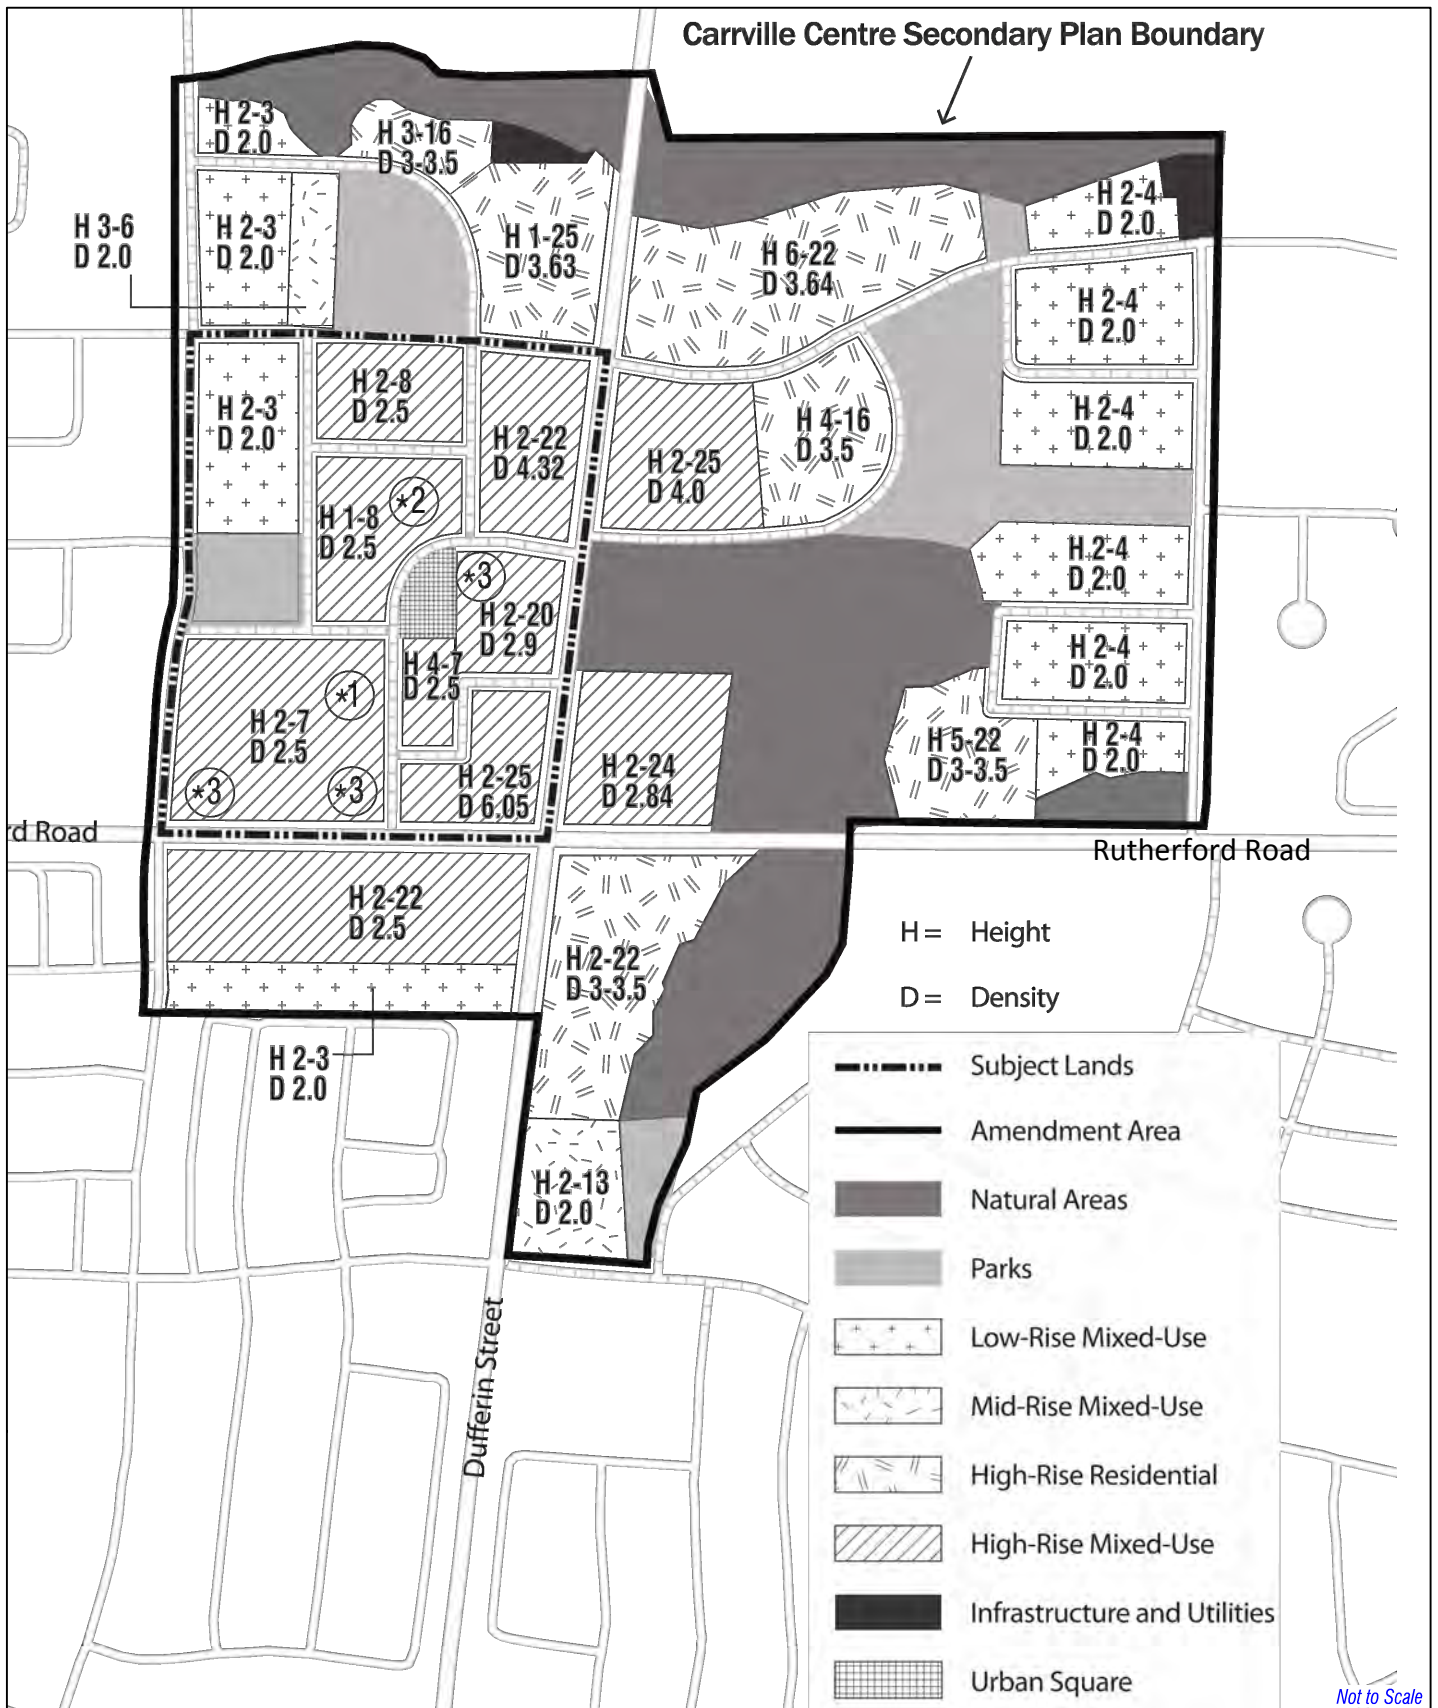 Carrville Centre Secondary Plan Boundary
H 2-3
D 2.0
H 3-16
D 3-3.5
H 2-4
D 2.0
H 3-6
D 2.0
H 2-3
D 2.0
H 1-25
D 3.63
H 6-22
D 3.64
H 2-4
D 2.0
H 2-3
D 2.0
H 2-8
D 2.5
H 2-22
D 4.32
H 2-25
D 4.0
H 4-16
D 3.5
H 2-4
D 2.0
*2
H 1-8
D 2.5
*3
H 2-20
D 2.9
H 2-4
D 2.0
H 4-7
D 2.5
H 2-4
D 2.0
*1
H 2-7
D 2.5
*3
*3
H 2-25
D 6.05
H 2-24
D 2.84
H 5-22
D 3-3.5
H 2-4
D 2.0
rd Road
Rutherford Road
H 2-22
D 2.5
H 2-22
D 3-3.5
H 2-3
D 2.0
H 2-13
D 2.0
Dufferin Street
H = Height
D = Density
Subject Lands
Amendment Area
Natural Areas
Parks
Low-Rise Mixed-Use
Mid-Rise Mixed-Use
High-Rise Residential
High-Rise Mixed-Use
Infrastructure and Utilities
Urban Square
Not to Scale